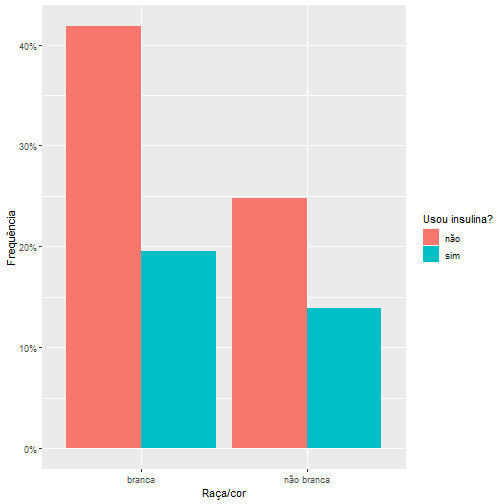 Frequência
40%
30%
20%
10%
0%
branca
não branca
Raça/cor
Usou insulina?
não
sim